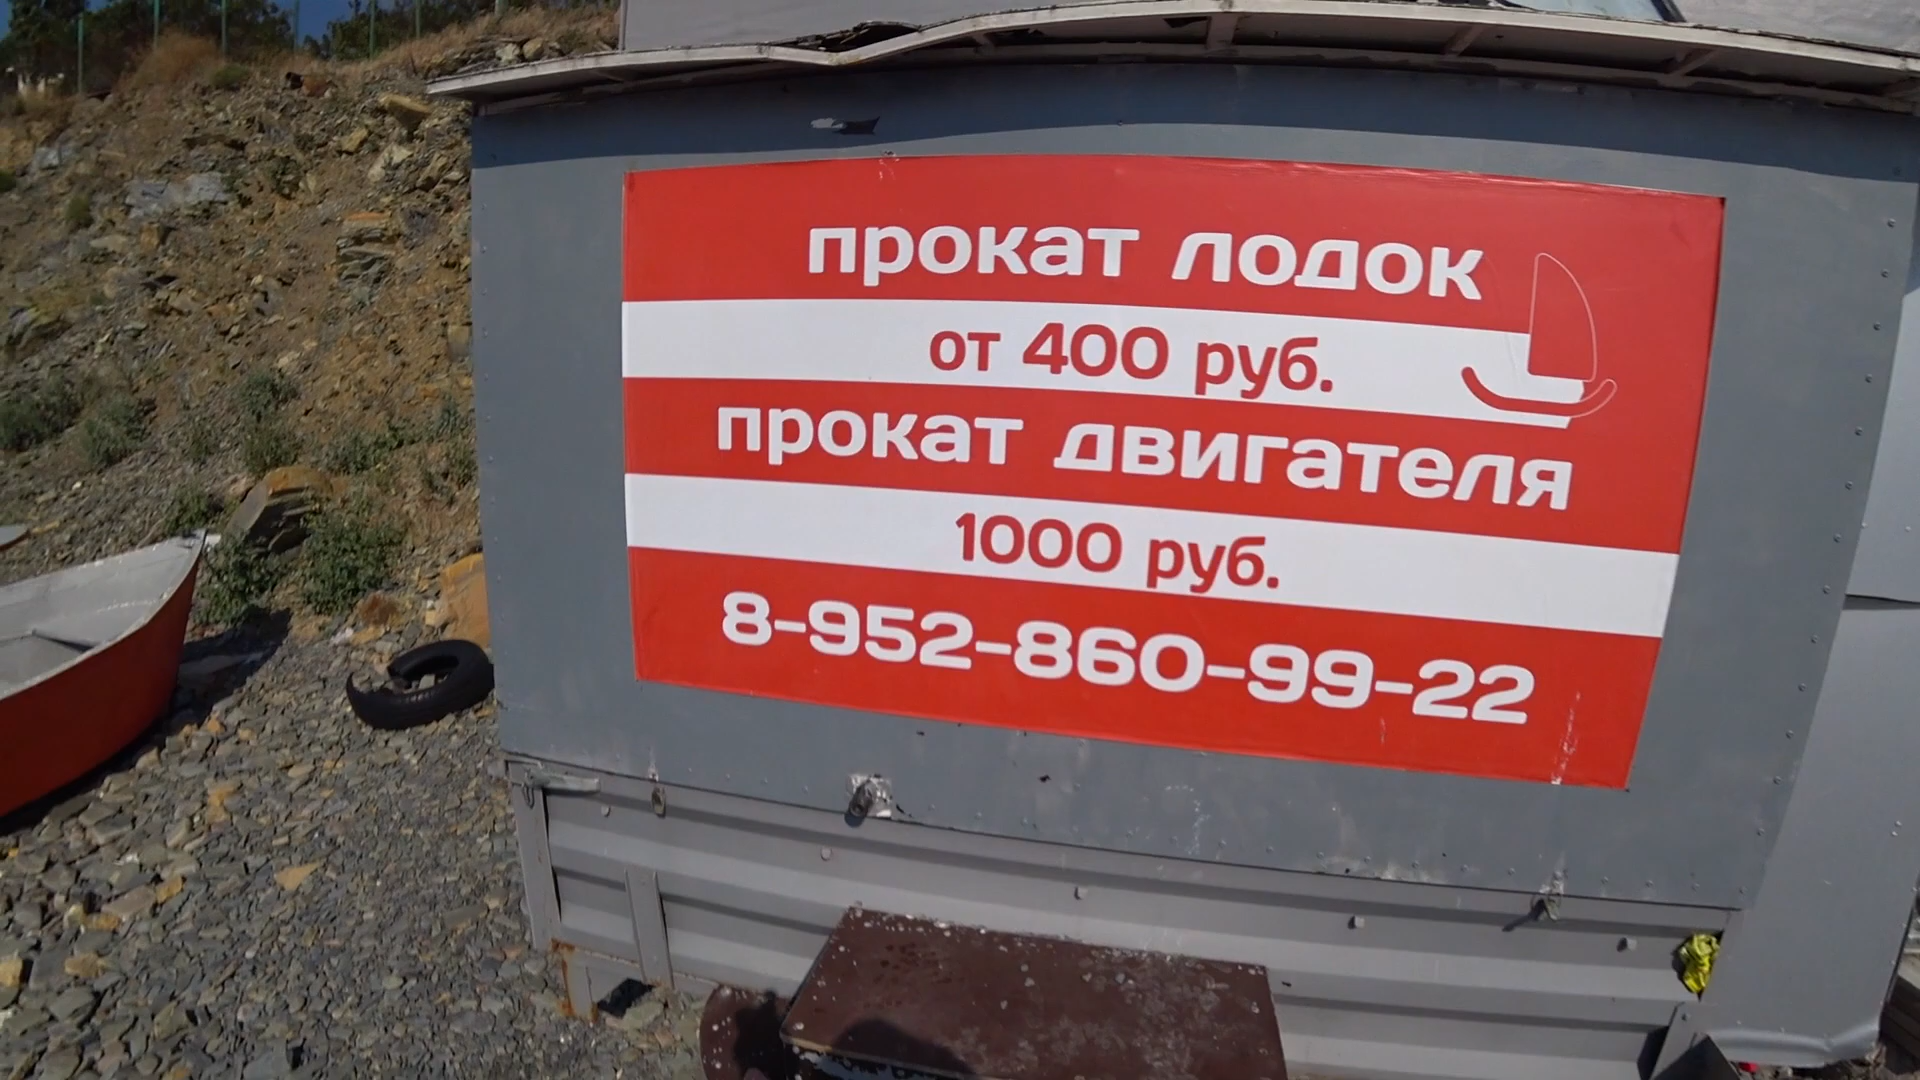 прокат лодок
от 400 руб.
прокат двигателя
1000 руб.
8-952-860-99-22